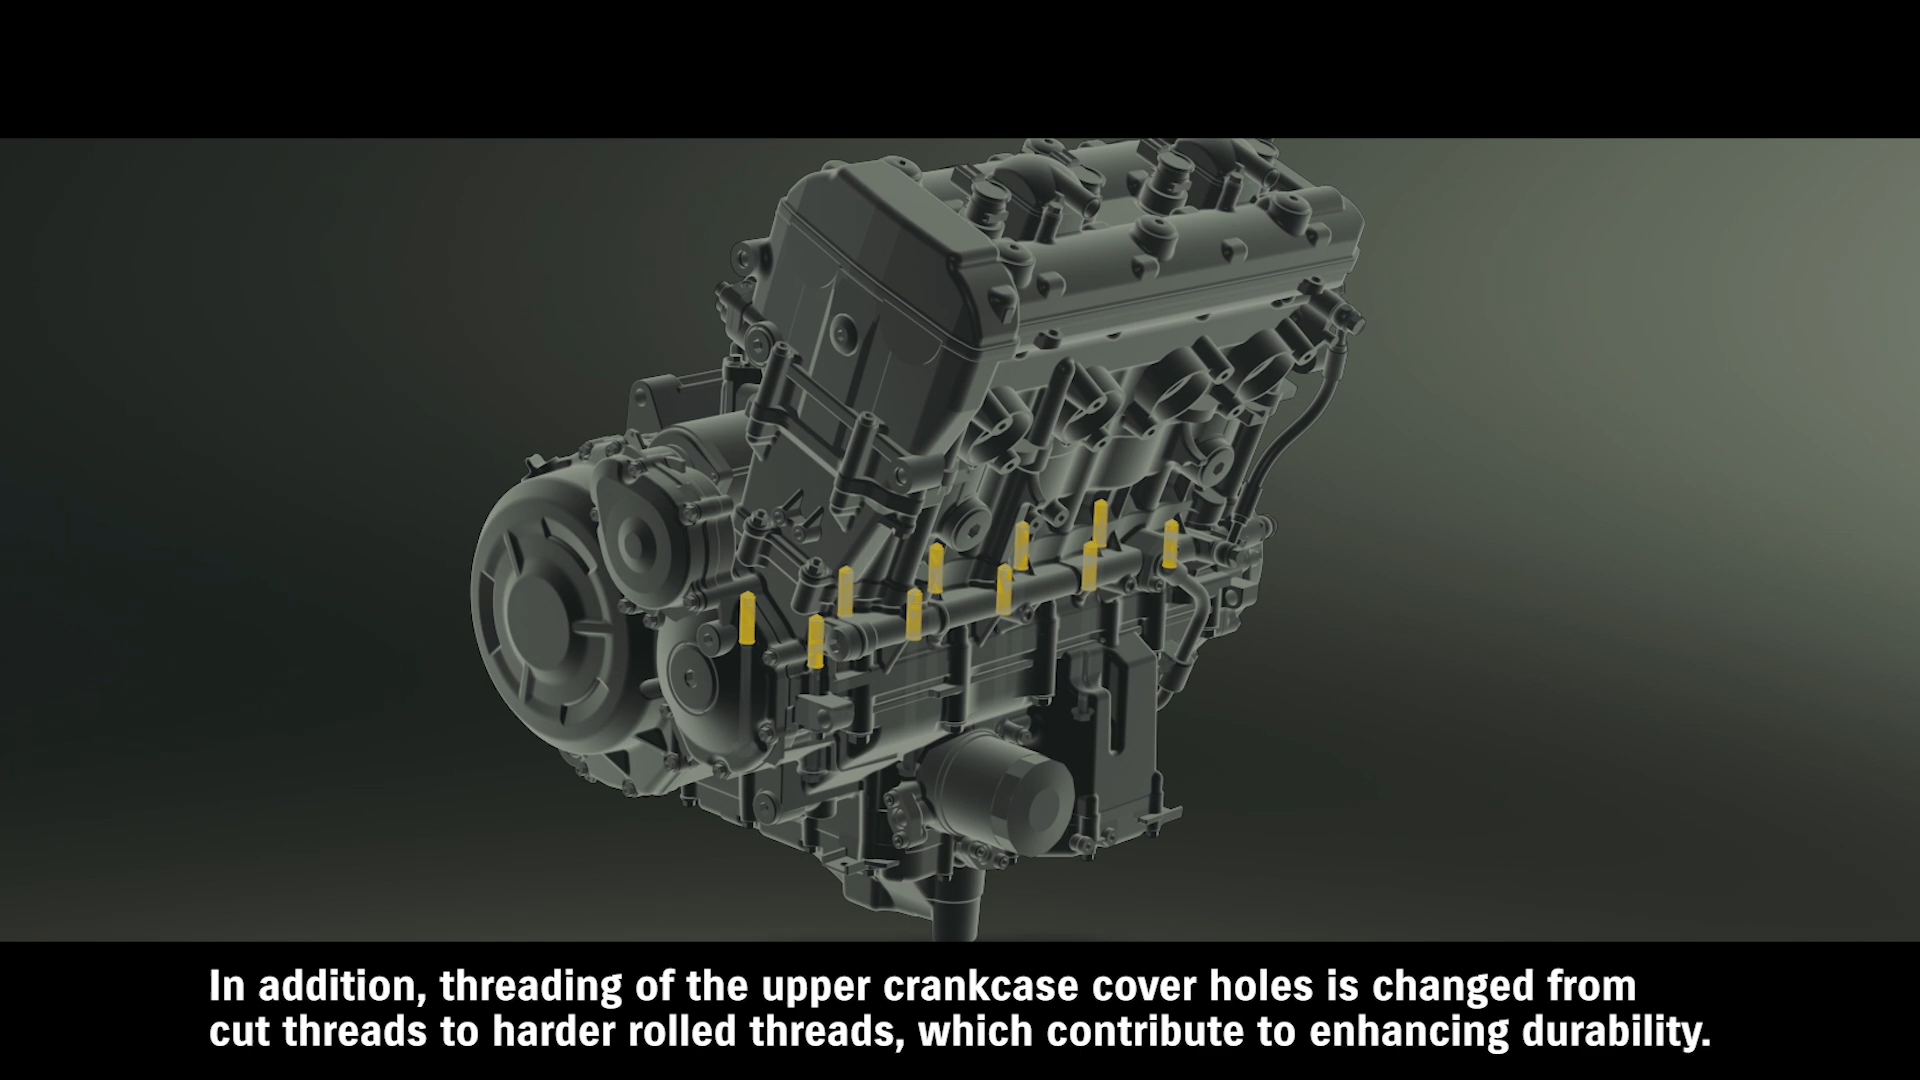 In addition, threading of the upper crankcase cover holes is changed from
cut threads to harder rolled threads, which contribute to enhancing durability.